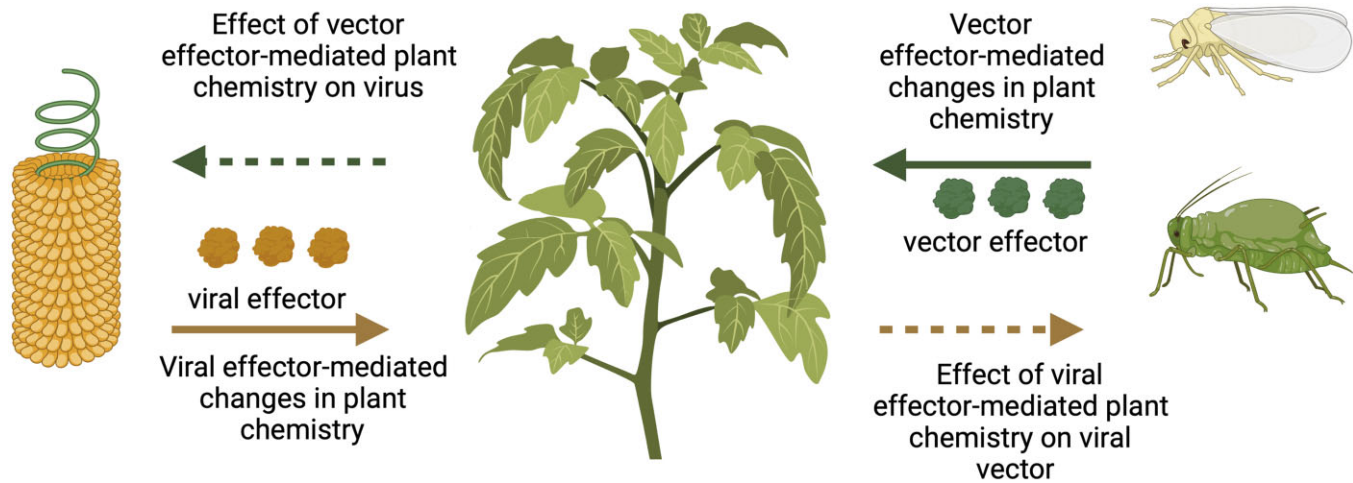 Effect of vector
effector-mediated plant
chemistry on virus
viral effector
Viral effector-mediated
changes in plant
chemistry
Vector
effector-mediated
changes in plant
chemistry
vector effector
Effect of viral
effector-mediated plant
chemistry on viral
vector